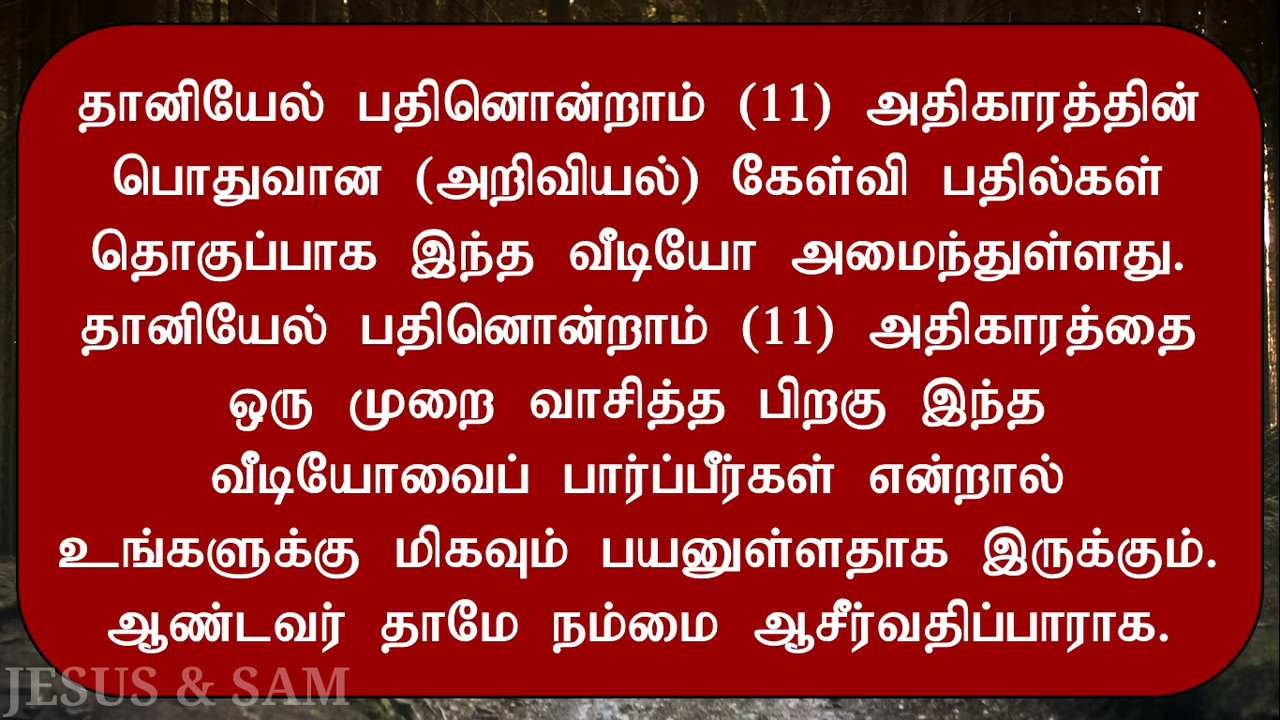 தானியேல் பதினொன்றாம் (11) அதிகாரத்தின்
பொதுவான (அறிவியல்) கேள்வி பதில்கள்
தொகுப்பாக இந்த வீடியோ அமைந்துள்ளது.
தானியேல் பதினொன்றாம் (11) அதிகாரத்தை
ஒரு முறை வாசித்த பிறகு இந்த
வீடியோவைப் பார்ப்பீர்கள் என்றால்
உங்களுக்கு மிகவும் பயனுள்ளதாக இருக்கும்.
ஆண்டவர் தாமே நம்மை ஆசீர்வதிப்பாராக.
JESUS & SAM